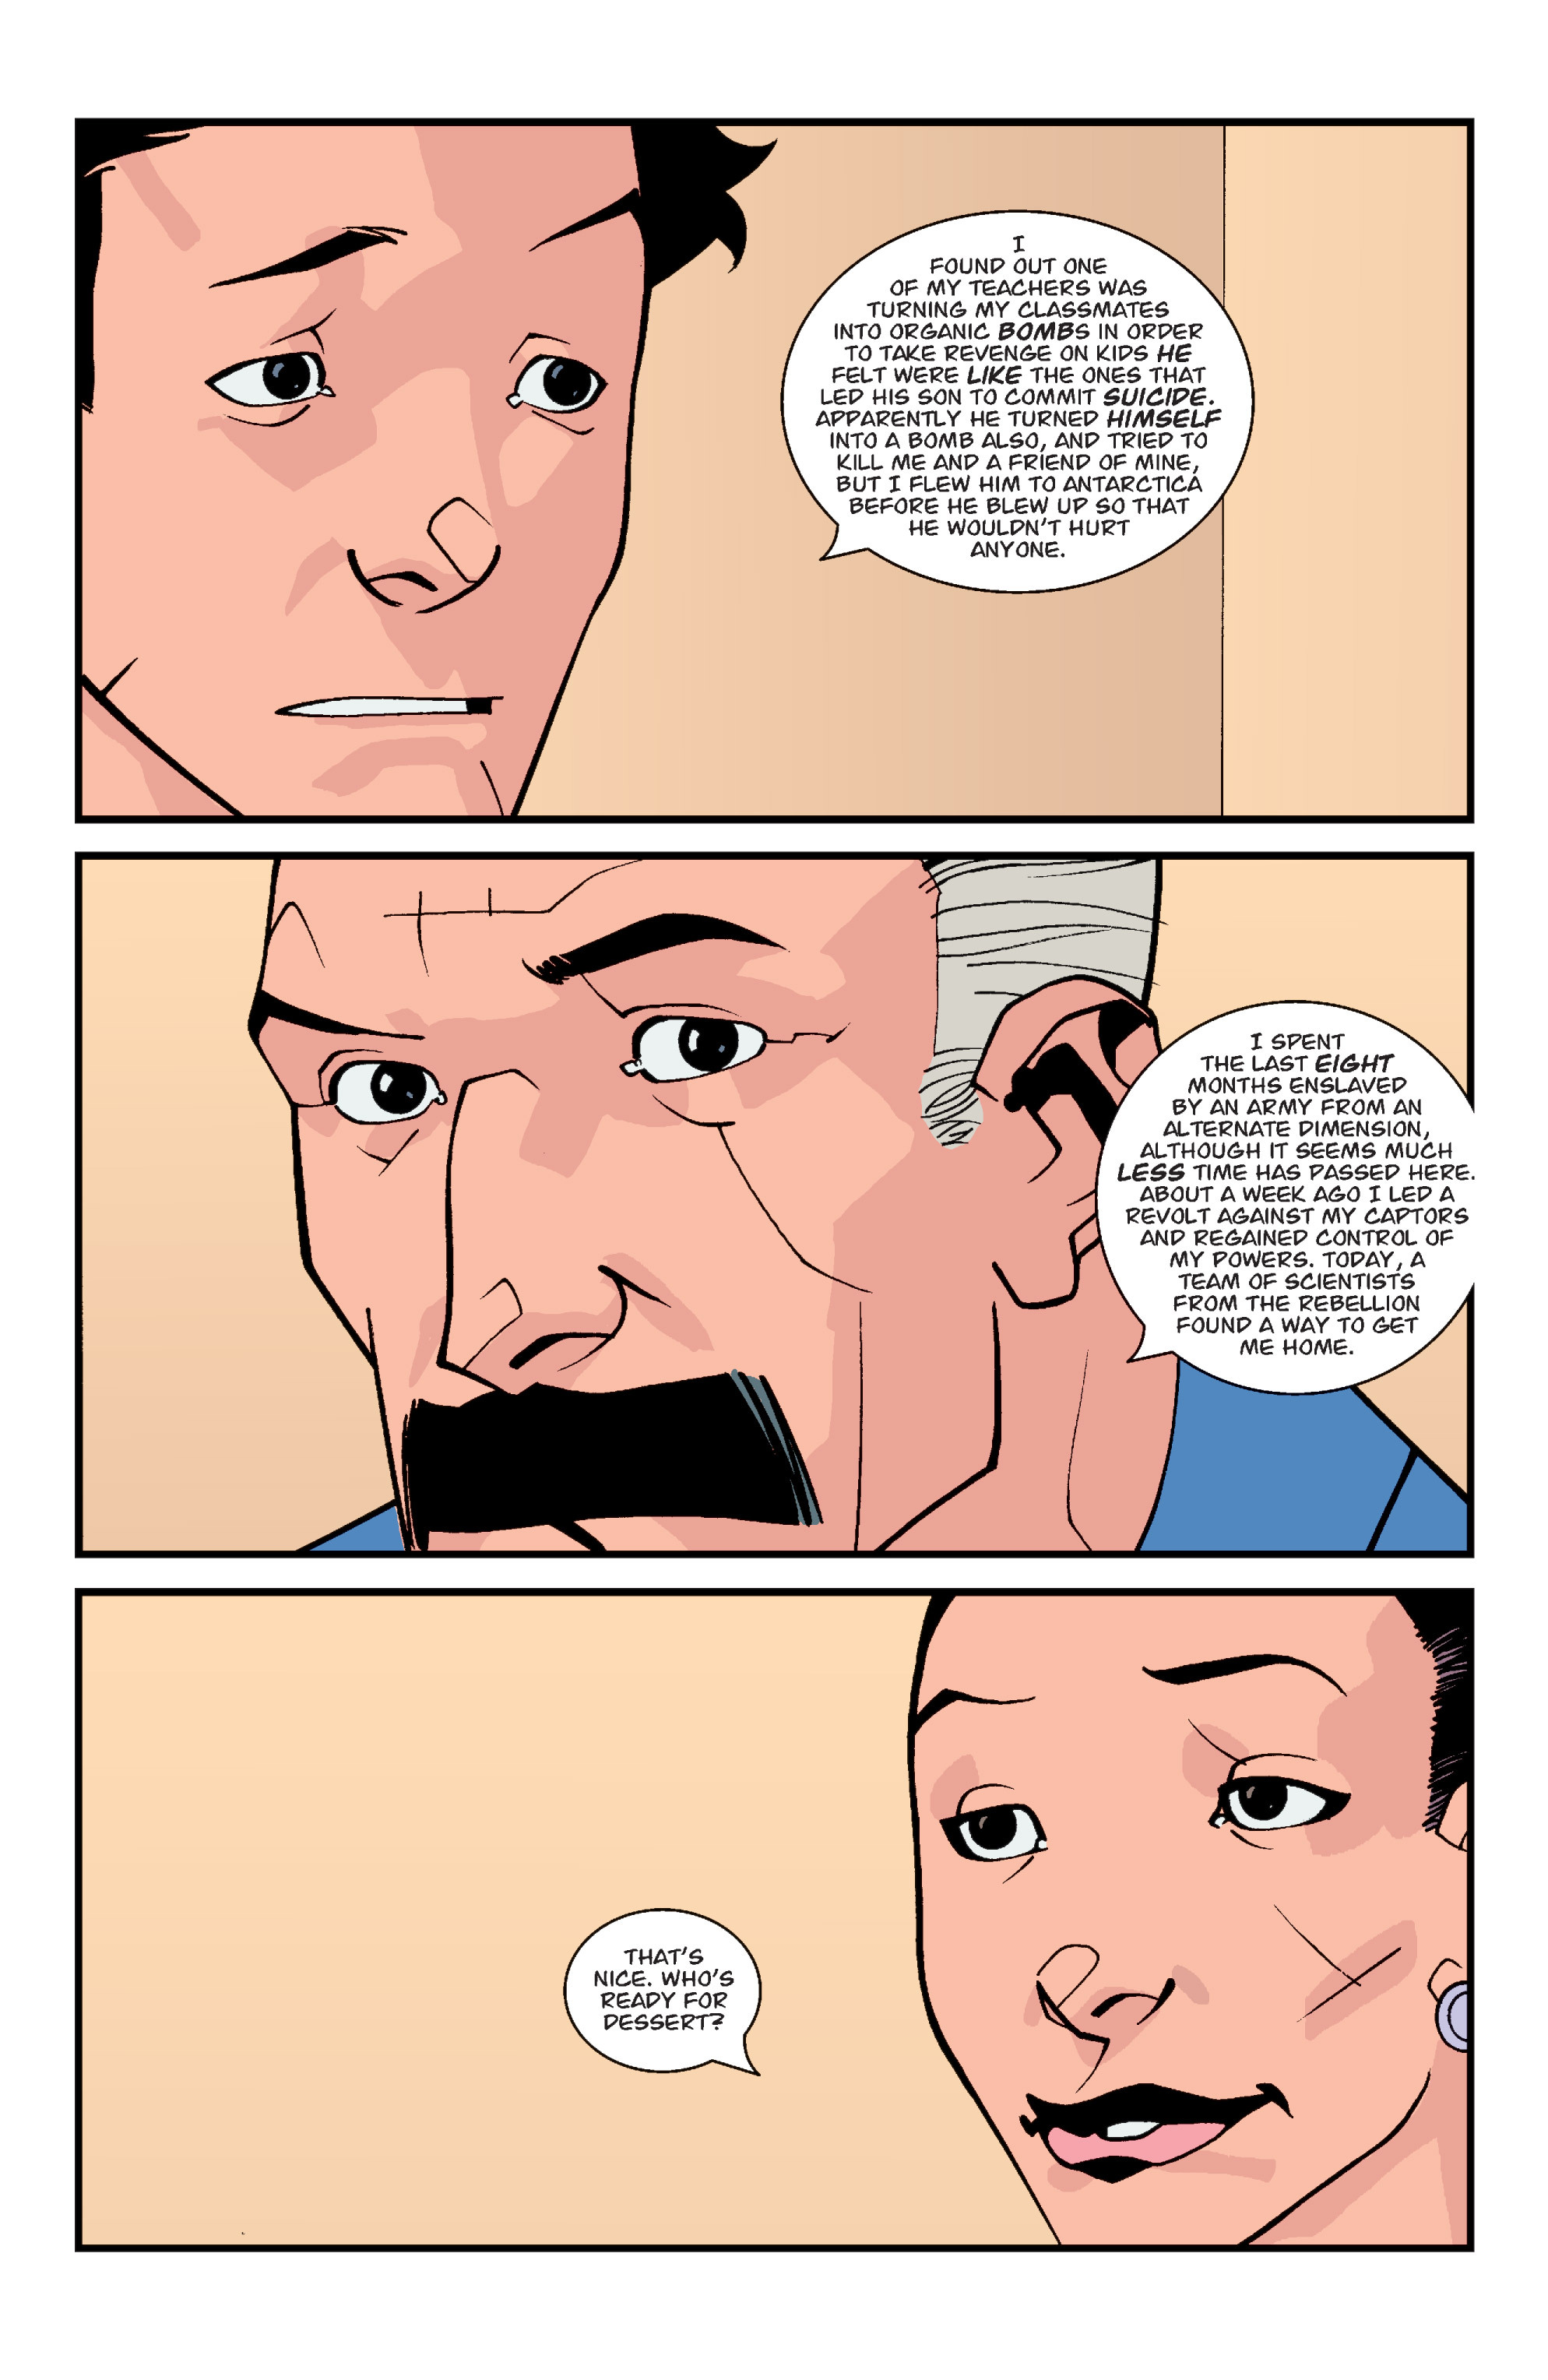 I
FOUND OUT ONE
OF MY TEACHERS WAS
TURNING MY CLASSMATES
INTO ORGANIC BOMBS IN ORDER
TO TAKE REVENGE ON KIDS HE
FELT WERE LIKE THE ONES THAT
LED HIS SON TO COMMIT SUICIDE.
APPARENTLY HE TURNED HIMSELF
INTO A BOMB ALSO, AND TRIED TO
KILL ME AND A FRIEND OF MINE,
BUT I FLEW HIM TO ANTARCTICA
BEFORE HE BLEW UP SO THAT
HE WOULDN'T HURT
ANYONE.
I SPENT
THE LAST EIGHT
MONTHS ENSLAVED
BY AN ARMY FROM AN
ALTERNATE DIMENSION,
ALTHOUGH IT SEEMS MUCH
LESS TIME HAS PASSED HERE.
ABOUT A WEEK AGO I LED A
REVOLT AGAINST MY CAPTORS
AND REGAINED CONTROL OF
MY POWERS. TODAY, A
TEAM OF SCIENTISTS
FROM THE REBELLION
FOUND A WAY TO GET
ME HOME.
THAT'S
NICE. WHO'S
READY FOR
DESSERT?